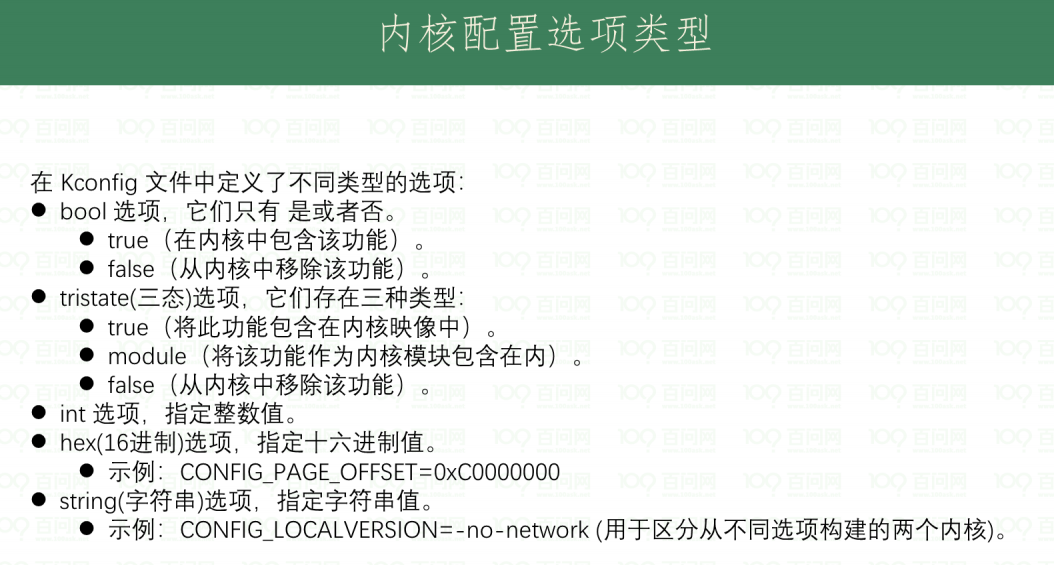 内核配置选项类型
在 Kconfig 文件中定义了不同类型的选项：
● bool 选项，它们只有 是或者否。
● true（在内核中包含该功能）。
● false（从内核中移除该功能）。
● tristate(三态)选项，它们存在三种类型：
● true（将此功能包含在内核映像中）。
● module（将该功能作为内核模块包含在内）。
● false（从内核中移除该功能）。
● int 选项，指定整数值。
● hex(16进制)选项，指定十六进制值。
● 示例：CONFIG_PAGE_OFFSET=0xC0000000
● string(字符串)选项，指定字符串值。
● 示例：CONFIG_LOCALVERSION=-no-network (用于区分从不同选项构建的两个内核)。
百问网